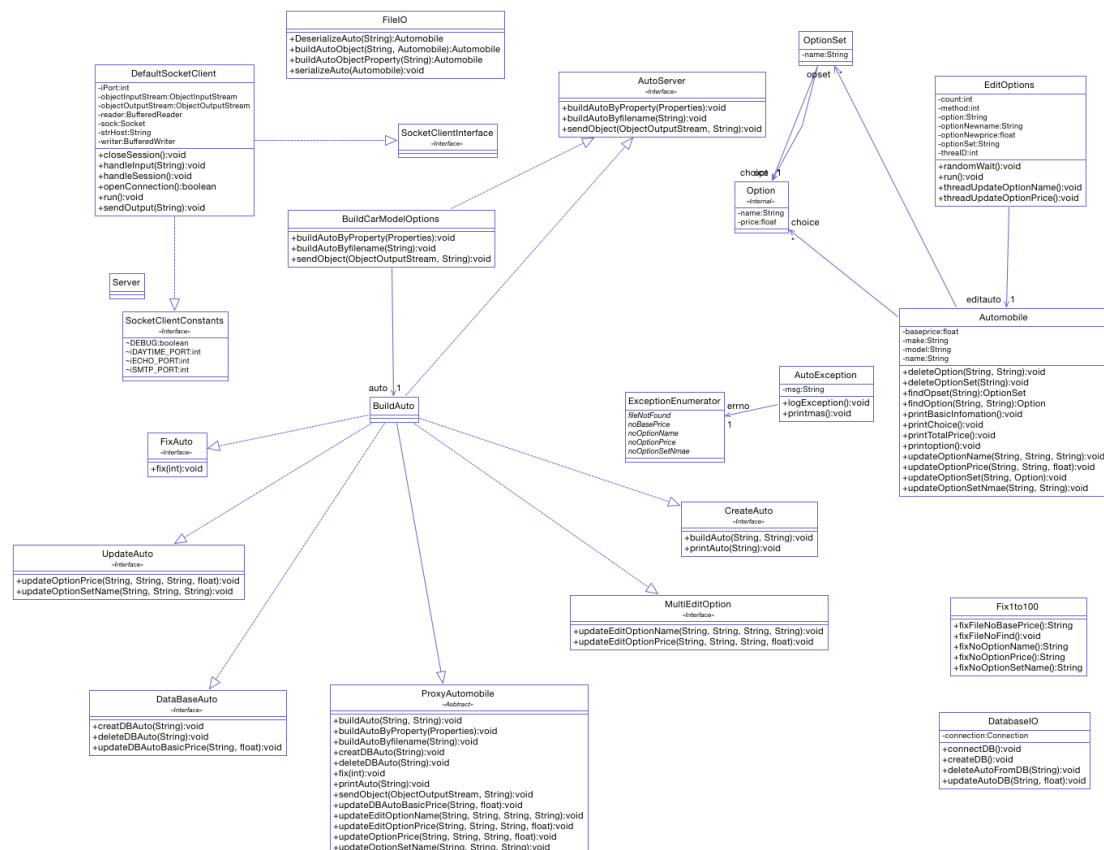 FileIO
+DeserializeAuto(String):Automobile
+buildAutoObject(String, Automobile):Automobile
+buildAutoObjectProperty(String):Automobile
+serializeAuto(Automobile):void
OptionSet
-name:String
opset
*
DefaultSocketClient
-iPort:int
-objectInputStream:ObjectInputStream
-objectOutputStream:ObjectOutputStream
-reader:BufferedReader
-sock:Socket
-strHost:String
-writer:BufferedWriter
+closeSession():void
+handleInput(String):void
+handleSession():void
+openConnection():boolean
+run():void
+sendOutput(String):void
AutoServer
«Interface»
+buildAutoByProperty(Properties):void
+buildAutoByfilename(String):void
+sendObject(ObjectOutputStream, String):void
EditOptions
-count:int
-method:int
-option:String
-optionNewname:String
-optionNewprice:float
-optionSet:String
-threaID:int
+randomWait():void
+run():void
+threadUpdateOptionName():void
+threadUpdateOptionPrice():void
SocketClientInterface
«Interface»
1
Option
«Internal»
-name:String
-price:float
choice
*
BuildCarModelOptions
+buildAutoByProperty(Properties):void
+buildAutoByfilename(String):void
+sendObject(ObjectOutputStream, String):void
Server
SocketClientConstants
«Interface»
~DEBUG:boolean
~iDAYTIME_PORT:int
~iECHO_PORT:int
~iSMTP_PORT:int
editauto 1
Automobile
-baseprice:float
-make:String
-model:String
-name:String
+deleteOption(String, String):void
+deleteOptionSet(String):void
+findOpset(String):OptionSet
+findOption(String, String):Option
+printBasicInfomation():void
+printChoice():void
+printTotalPrice():void
+printoption():void
+updateOptionName(String, String, String):void
+updateOptionPrice(String, String, float):void
+updateOptionSet(String, Option):void
+updateOptionSetNmae(String, String):void
AutoException
-msg:String
+logException():void
+printmas():void
errno
1
ExceptionEnumerator
fileNotFound
noBasePrice
noOptionName
noOptionPrice
noOptionSetNmae
auto 1
BuildAuto
FixAuto
«Interface»
+fix(int):void
CreateAuto
«Interface»
+buildAuto(String, String):void
+printAuto(String):void
UpdateAuto
«Interface»
+updateOptionPrice(String, String, String, float):void
+updateOptionSetName(String, String, String):void
MultiEditOption
«Interface»
+updateEditOptionName(String, String, String, String):void
+updateEditOptionPrice(String, String, String, float):void
Fix1to100
+fixFileNoBasePrice():String
+fixFileNoFind():void
+fixNoOptionName():String
+fixNoOptionPrice():String
+fixNoOptionSetName():String
DataBaseAuto
«Interface»
+creatDBAuto(String):void
+deleteDBAuto(String):void
+updateDBAutoBasicPrice(String, float):void
ProxyAutomobile
«Asbtract»
+buildAuto(String, String):void
+buildAutoByProperty(Properties):void
+buildAutoByfilename(String):void
+creatDBAuto(String):void
+deleteDBAuto(String):void
+fix(int):void
+printAuto(String):void
+sendObject(ObjectOutputStream, String):void
+updateDBAutoBasicPrice(String, float):void
+updateEditOptionName(String, String, String, String):void
+updateEditOptionPrice(String, String, String, float):void
+updateOptionPrice(String, String, String, float):void
+updateOptionSetName(String, String, String):void
DatabaseIO
-connection:Connection
+connectDB():void
+createDB():void
+deleteAutoFromDB(String):void
+updateAutoDB(String, float):void